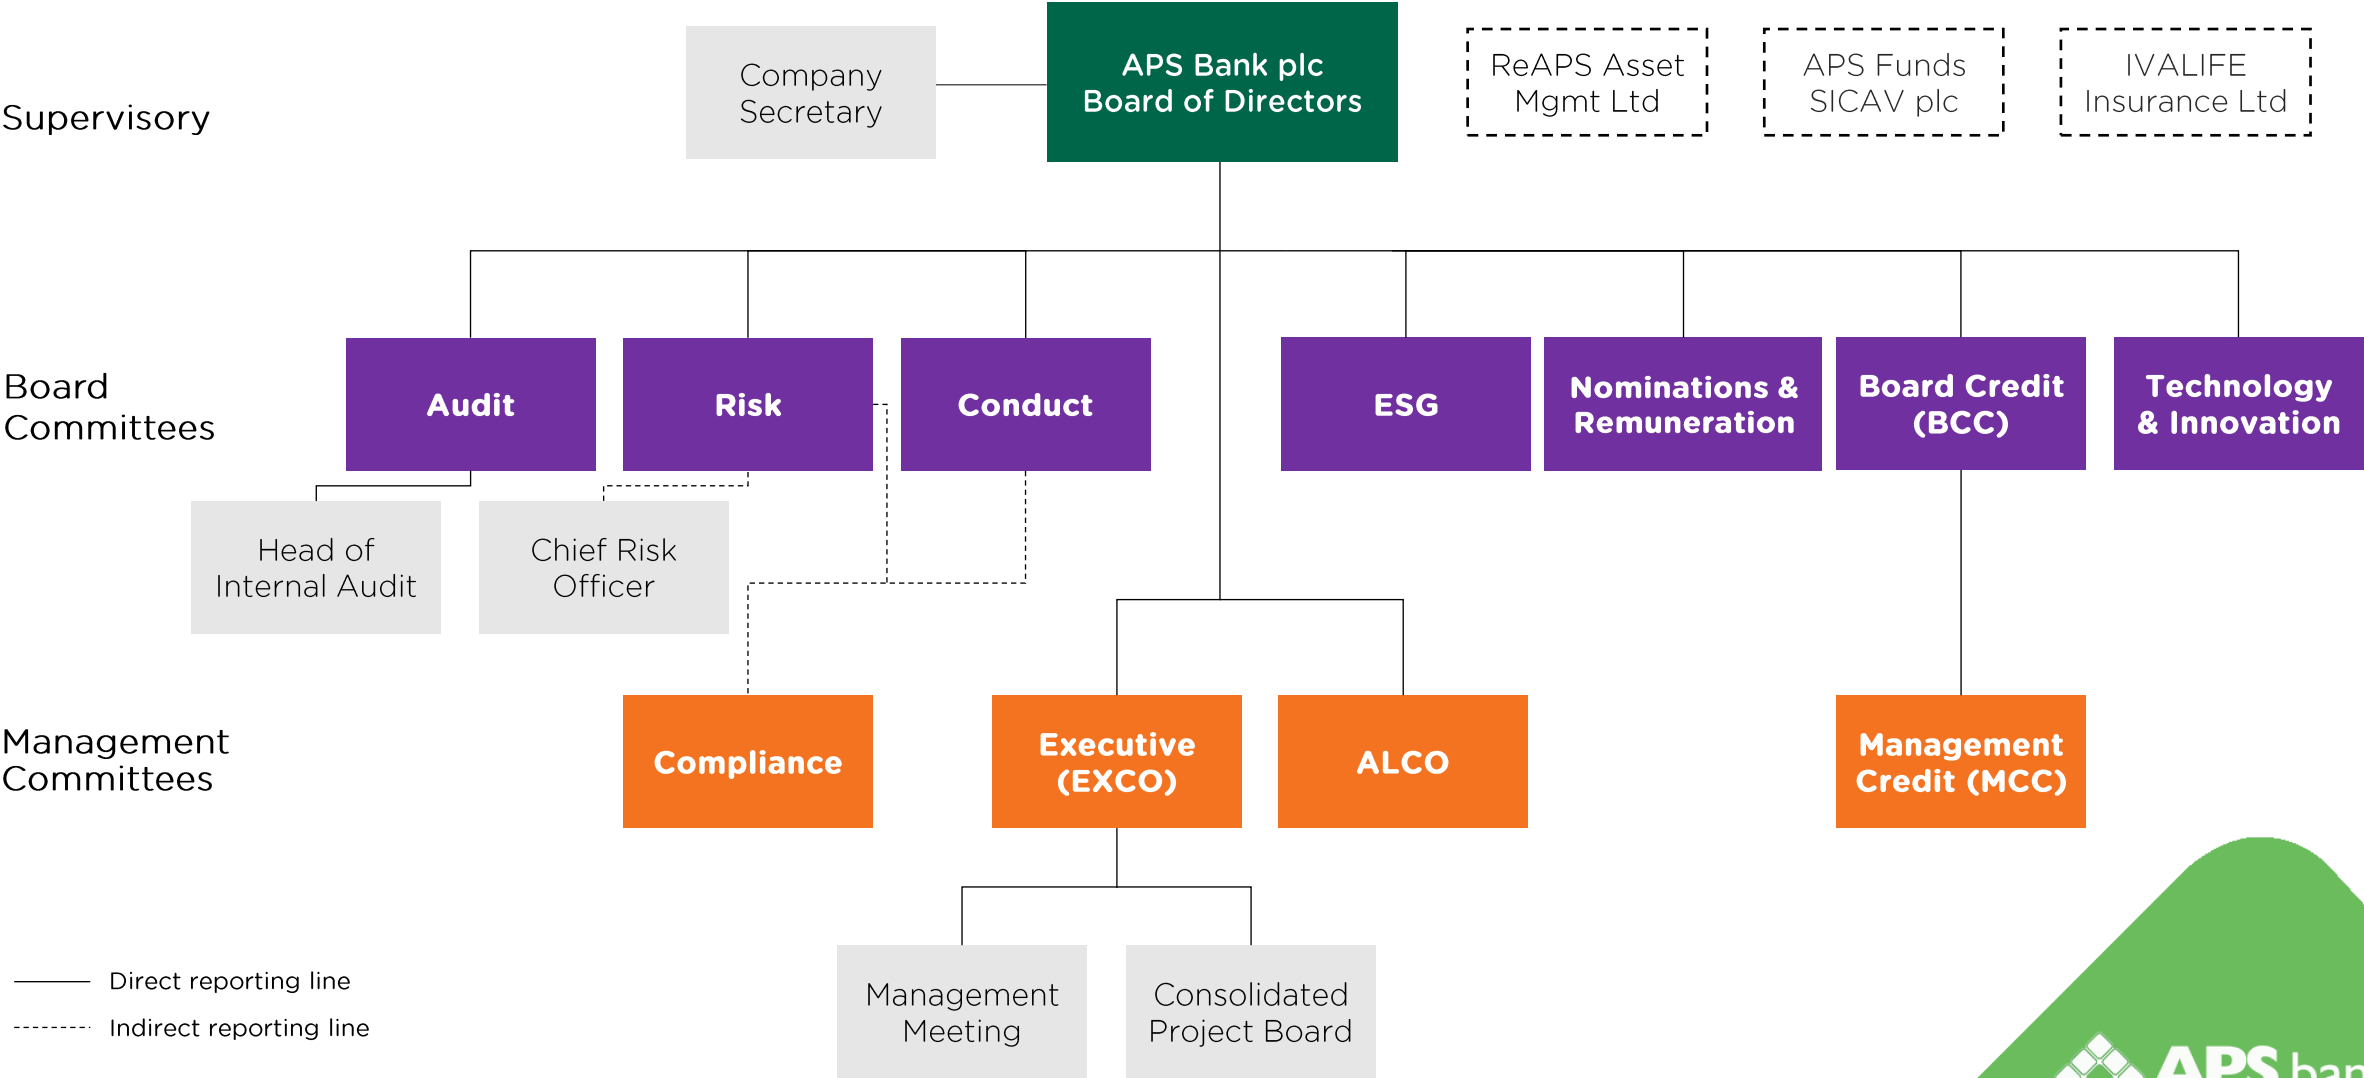 Supervisory
Company
Secretary
APS Bank plc
Board of Directors
ReAPS Asset
Mgmt Ltd
APS Funds
SICAV plc
IVALIFE
Insurance Ltd
Board
Committees
Audit
Risk
Conduct
ESG
Nominations &
Remuneration
Board Credit
(BCC)
Technology
& Innovation
Head of
Internal Audit
Chief Risk
Officer
Management
Committees
Compliance
Executive
(EXCO)
ALCO
Management
Credit (MCC)
Management
Meeting
Consolidated
Project Board
Direct reporting line
Indirect reporting line
APS ban